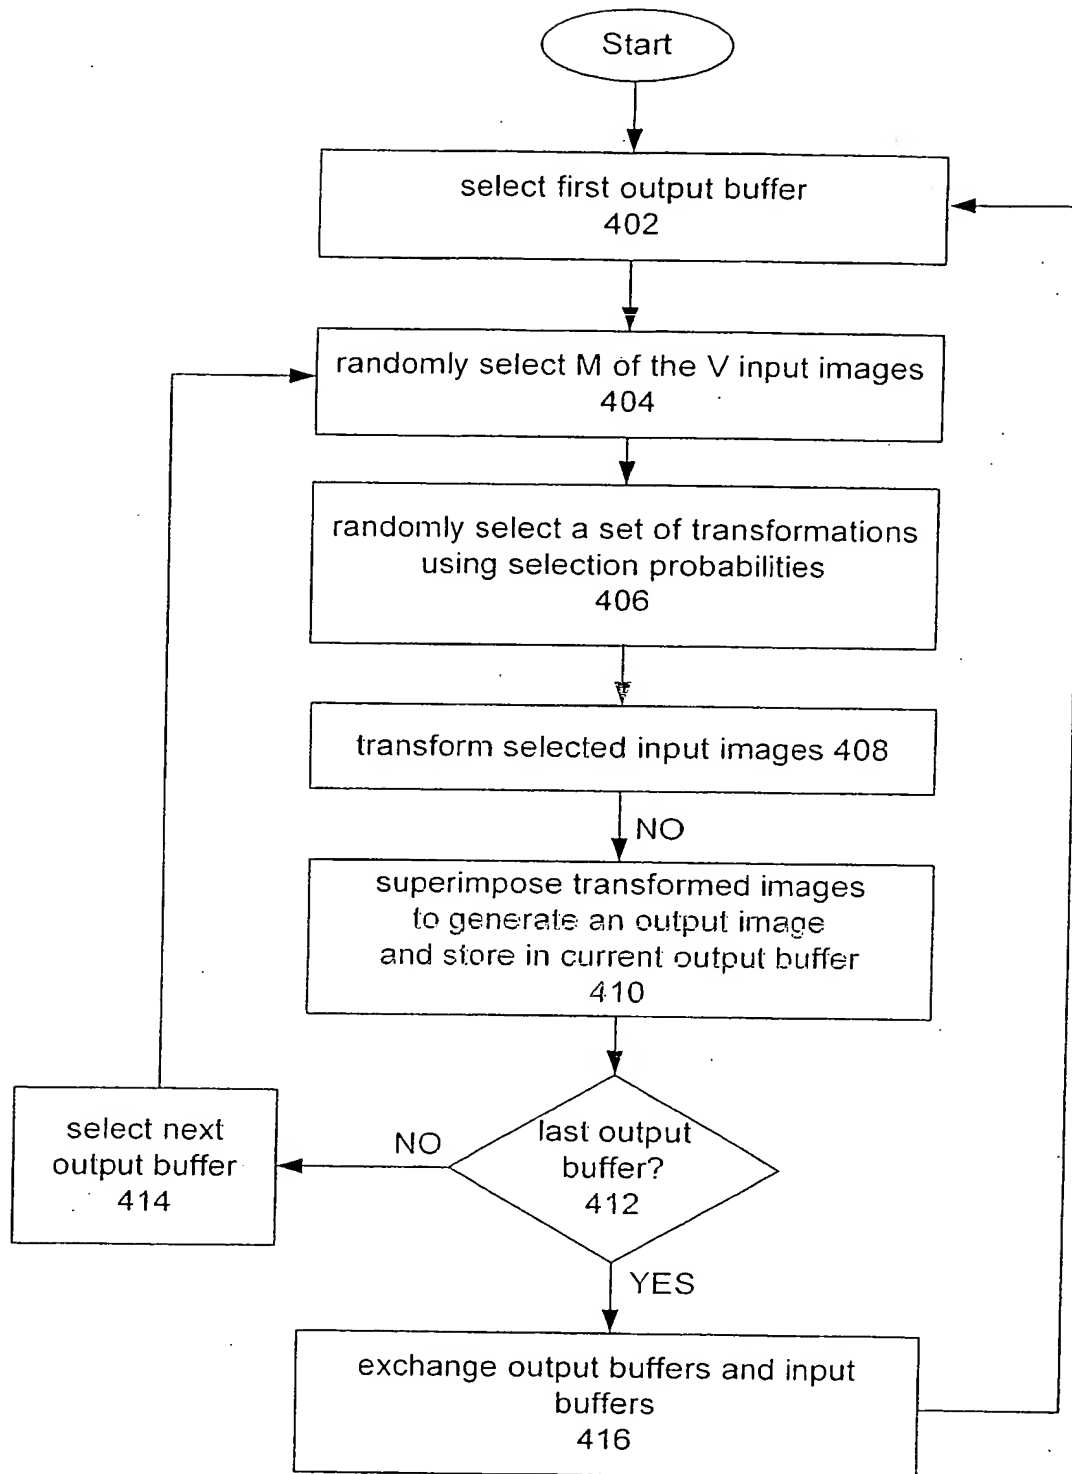 Start
select first output buffer
402
randomly select M of the V input images
404
randomly select a set of transformations
using selection probabilities
406
transform selected input images 408
NO
superimpose transformed images
to generate an output image
and store in current output buffer
410
select next
output buffer
414
NO
last output
buffer?
412
YES
exchange output buffers and input
buffers
416